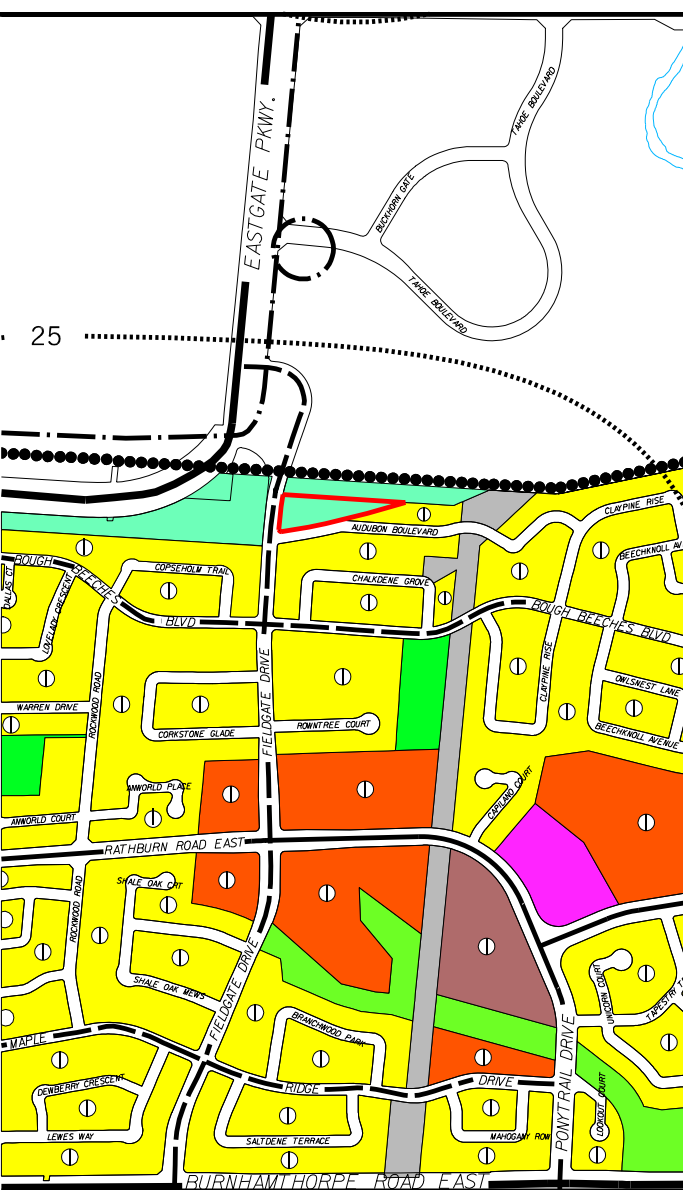 TAHOE BOULEVARD
EASTGATE PKWY.
BUCKHORN GATE
TAHOE BOULEVARD
25
CLAYPINE RISE
AUDUBON BOULEVARD
BEECHKNOLL AV
ROUGH BEECHES BLVD
COPSEHOLM TRAIL
CHALKDENE GROVE
DALLAS CT
LOVELADE CRESCENT
ROUGH BEECHES BLVD
ROCKWOOD ROAD
FIELDGATE DRIVE
CLAYPINE RISE
OWLSNEST LANE
WARREN DRIVE
CORKSTONE GLADE
ROWNTREE COURT
BEECHKNOLL AVENUE
ANWORLD PLACE
CAPILANO COURT
ANWORLD COURT
RATHBURN ROAD EAST
SHALE OAK CRT
ROCKWOOD ROAD
FIELDGATE DRIVE
SHALE OAK MEWS
UNICORN COURT
TAPESTRY T
BRANCHWOOD PARK
MAPLE RIDGE DRIVE
PONYTRAIL DRIVE
DEWBERRY CRESCENT
LOOKOUT COURT
LEWES WAY
SALTDENE TERRACE
MAHOGANY ROW
BURNHAMTHORPE ROAD EAST